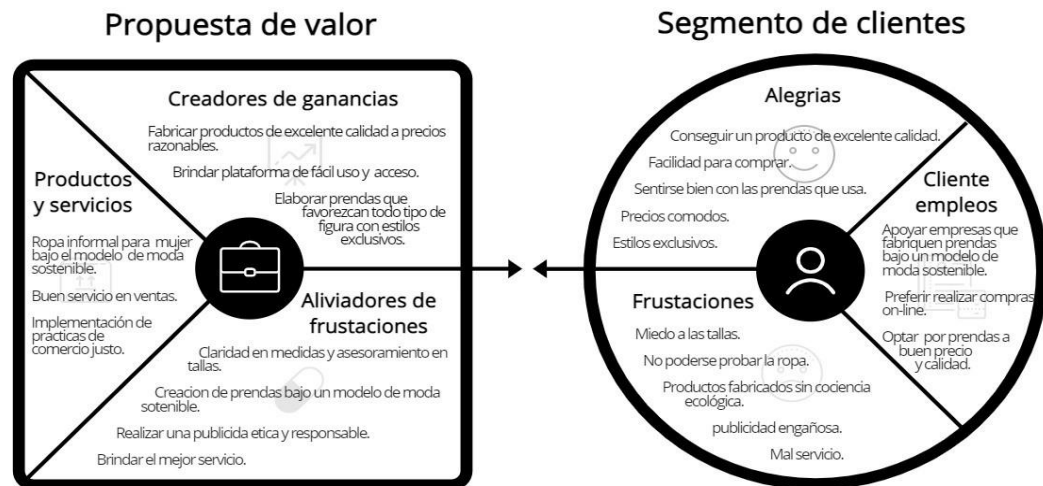 Propuesta de valor
Creadores de ganancias
Fabricar productos de excelente calidad a precios
razonables.
Brindar plataforma de fácil uso y acceso.
Elaborar prendas que
favorezcan todo tipo de
figura con estilos
exclusivos.
Productos
y servicios
Ropa informal para mujer
bajo el modelo de moda
sostenible.
Buen servicio en ventas.
Implementación de
practicas de
comercio justo.
Aliviadores de
frustaciones
Claridad en medidas y asesoramiento en
tallas.
Creacion de prendas bajo un modelo de moda
sotenible.
Realizar una publicida etica y responsable.
Brindar el mejor servicio.
Segmento de clientes
Alegrias
Conseguir un producto de excelente calidad.
Facilidad para comprar.
Sentirse bien con las prendas que usa.
Precios comodos.
Estilos exclusivos.
Cliente
empleos
Apoyar empresas que
fabriquen prendas
bajo un modelo de
moda sostenible.
Preferir realizar compras
on-line.
Optar por prendas a
buen precio
y calidad.
Frustaciones
Miedo a las tallas.
No poderse probar la ropa.
Productos fabricados sin cociencia
ecológica.
publicidad engañosa.
Mal servicio.